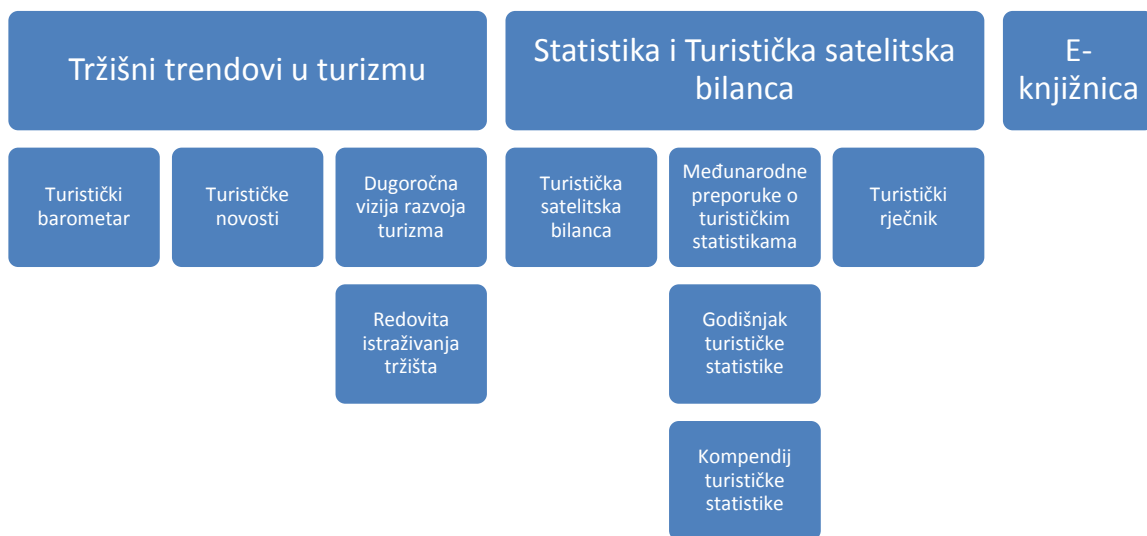 Tržišni trendovi u turizmu
Statistika i Turistička satelitska
bilanca
E-
knjižnica
Turistički
barometar
Turističke
novosti
Dugoročna
vizija razvoja
turizma
Turistička
satelitska
bilanca
Međunarodne
preporuke o
turističkim
statistikama
Turistički
rječnik
Redovita
istraživanja
tržišta
Godišnjak
turističke
statistike
Kompendij
turističke
statistike